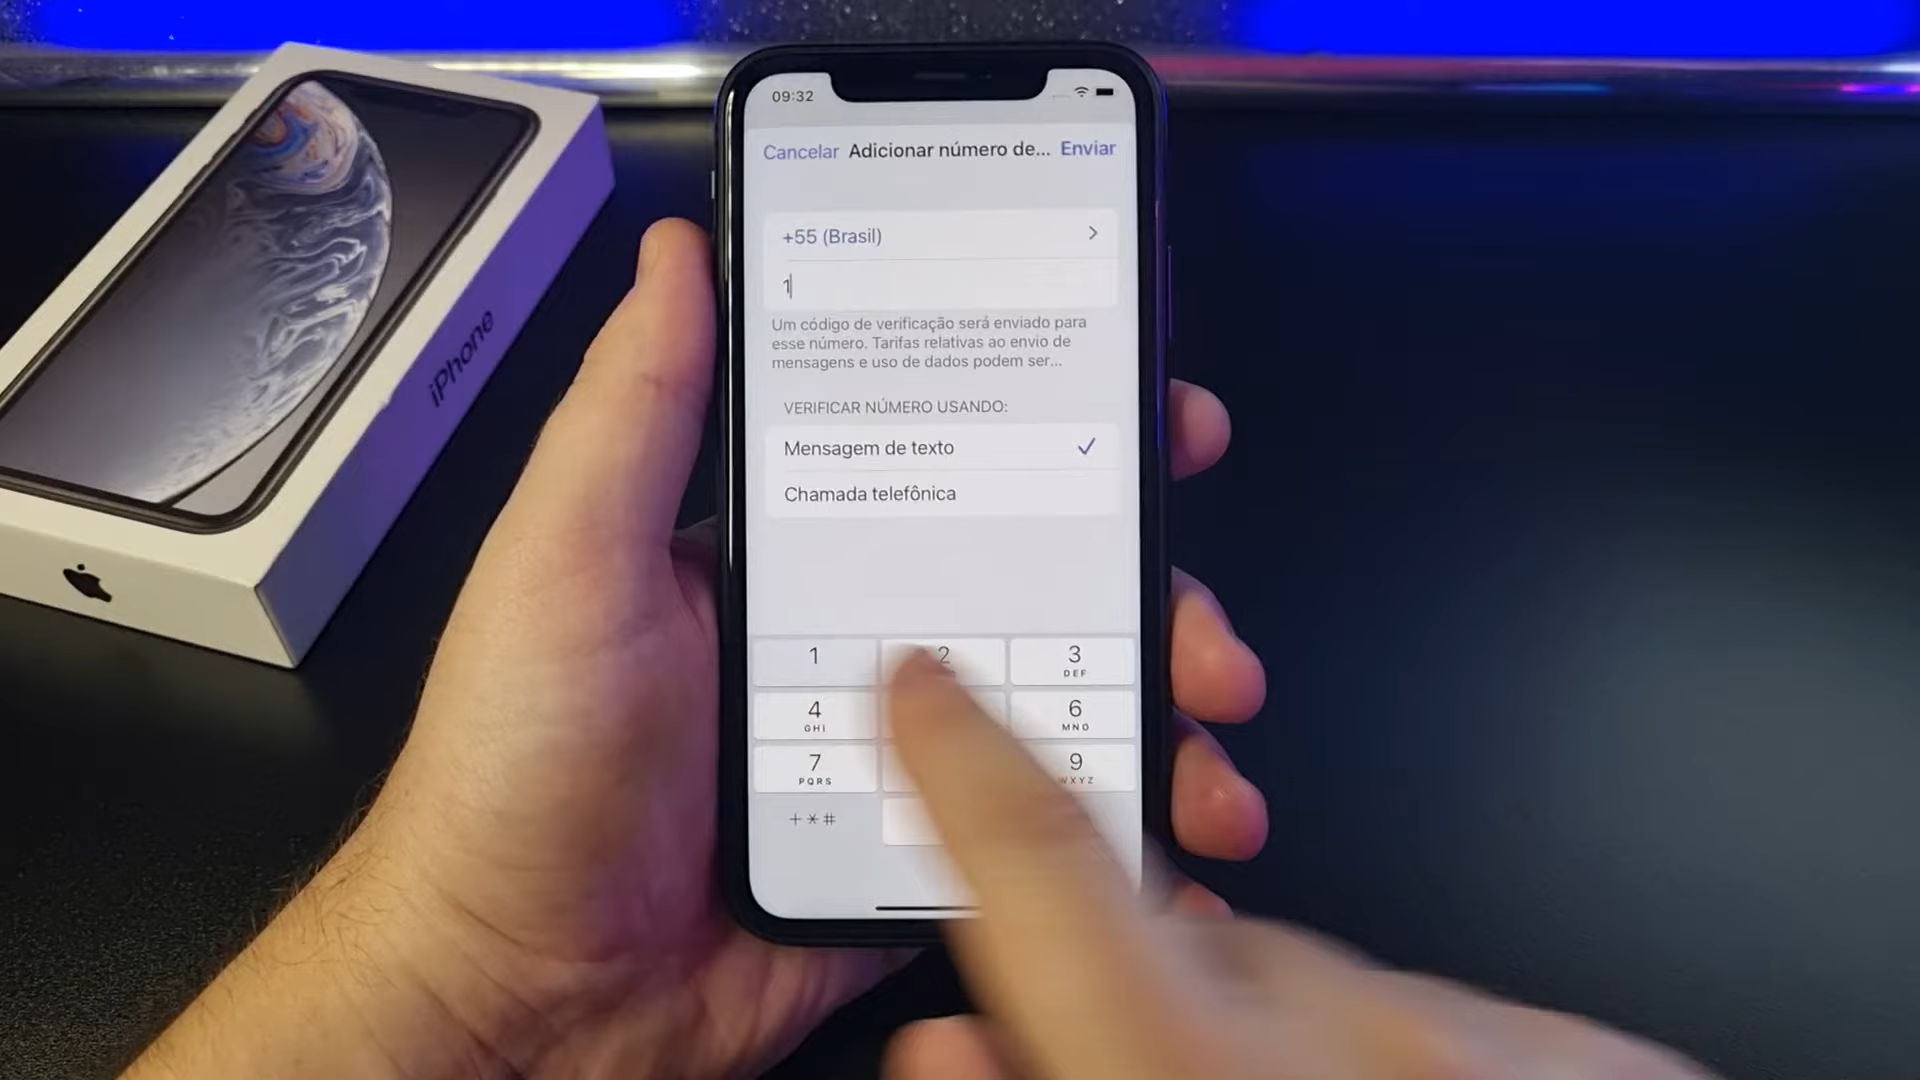 iPhone
09:32
Cancelar Adicionar número de... Enviar
+55 (Brasil)
1
Um código de verificação será enviado para
esse número. Tarifas relativas ao envio de
mensagens e uso de dados podem ser...
VERIFICAR NÚMERO USANDO:
Mensagem de texto
Chamada telefônica
1 2 3
DEF
4 6
GHI MNO
7 9
PQRS WXYZ
+*#